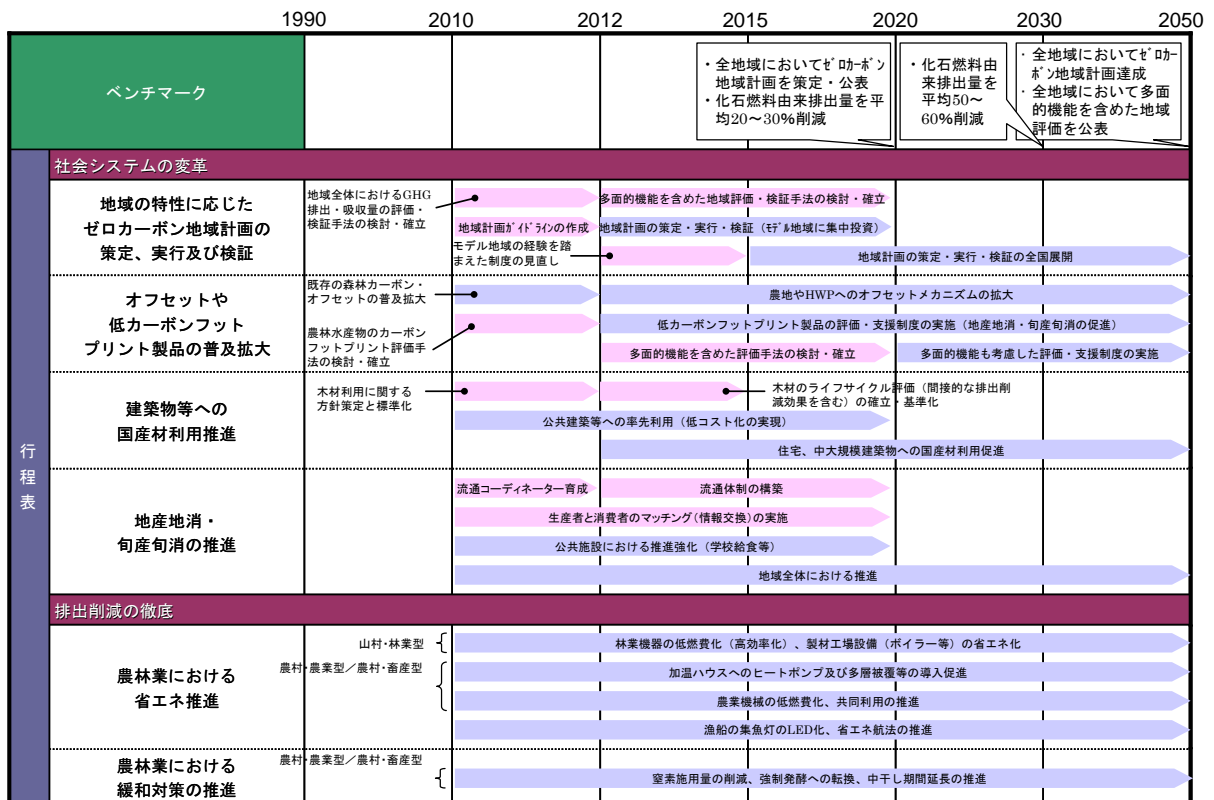 1990 2010 2012 2015 2020 2030 2050
ベンチマーク
・全地域においてｾﾞﾛｶｰﾎﾞﾝ
地域計画を策定・公表
・化石燃料由来排出量を平
均20～30%削減
・化石燃料由
来排出量を
平均50～
60%削減
・全地域においてｾﾞﾛｶｰ
ﾎﾞﾝ地域計画達成
・全地域において多面
的機能を含めた地域
評価を公表
行程表
社会システムの変革
地域の特性に応じた
ゼロカーボン地域計画の
策定、実行及び検証
地域全体におけるGHG
排出・吸収量の評価・
検証手法の検討・確立
多面的機能を含めた地域評価・検証手法の検討・確立
地域計画ｶﾞｲﾄﾞﾗｲﾝの作成
地域計画の策定・実行・検証（ﾓﾃﾞﾙ地域に集中投資）
モデル地域の経験を踏
まえた制度の見直し
地域計画の策定・実行・検証の全国展開
オフセットや
低カーボンフット
プリント製品の普及拡大
既存の森林カーボン・
オフセットの普及拡大
農地やHWPへのオフセットメカニズムの拡大
農林水産物のカーボン
フットプリント評価手
法の検討・確立
低カーボンフットプリント製品の評価・支援制度の実施（地産地消・旬産旬消の促進）
多面的機能を含めた評価手法の検討・確立
多面的機能も考慮した評価・支援制度の実施
建築物等への
国産材利用推進
木材利用に関する
方針策定と標準化
木材のライフサイクル評価（間接的な排出削
減効果を含む）の確立・基準化
公共建築等への率先利用（低コスト化の実現）
住宅、中大規模建築物への国産材利用促進
地産地消・
旬産旬消の推進
流通コーディネーター育成
流通体制の構築
生産者と消費者のマッチング（情報交換）の実施
公共施設における推進強化（学校給食等）
地域全体における推進
排出削減の徹底
農林業における
省エネ推進
山村・林業型
林業機器の低燃費化（高効率化）、製材工場設備（ボイラー等）の省エネ化
農村・農業型／農村・畜産型
加温ハウスへのヒートポンプ及び多層被覆等の導入促進
農業機械の低燃費化、共同利用の推進
漁船の集魚灯のLED化、省エネ航法の推進
農林業における
緩和対策の推進
農村・農業型／農村・畜産型
窒素施用量の削減、強制発酵への転換、中干し期間延長の推進